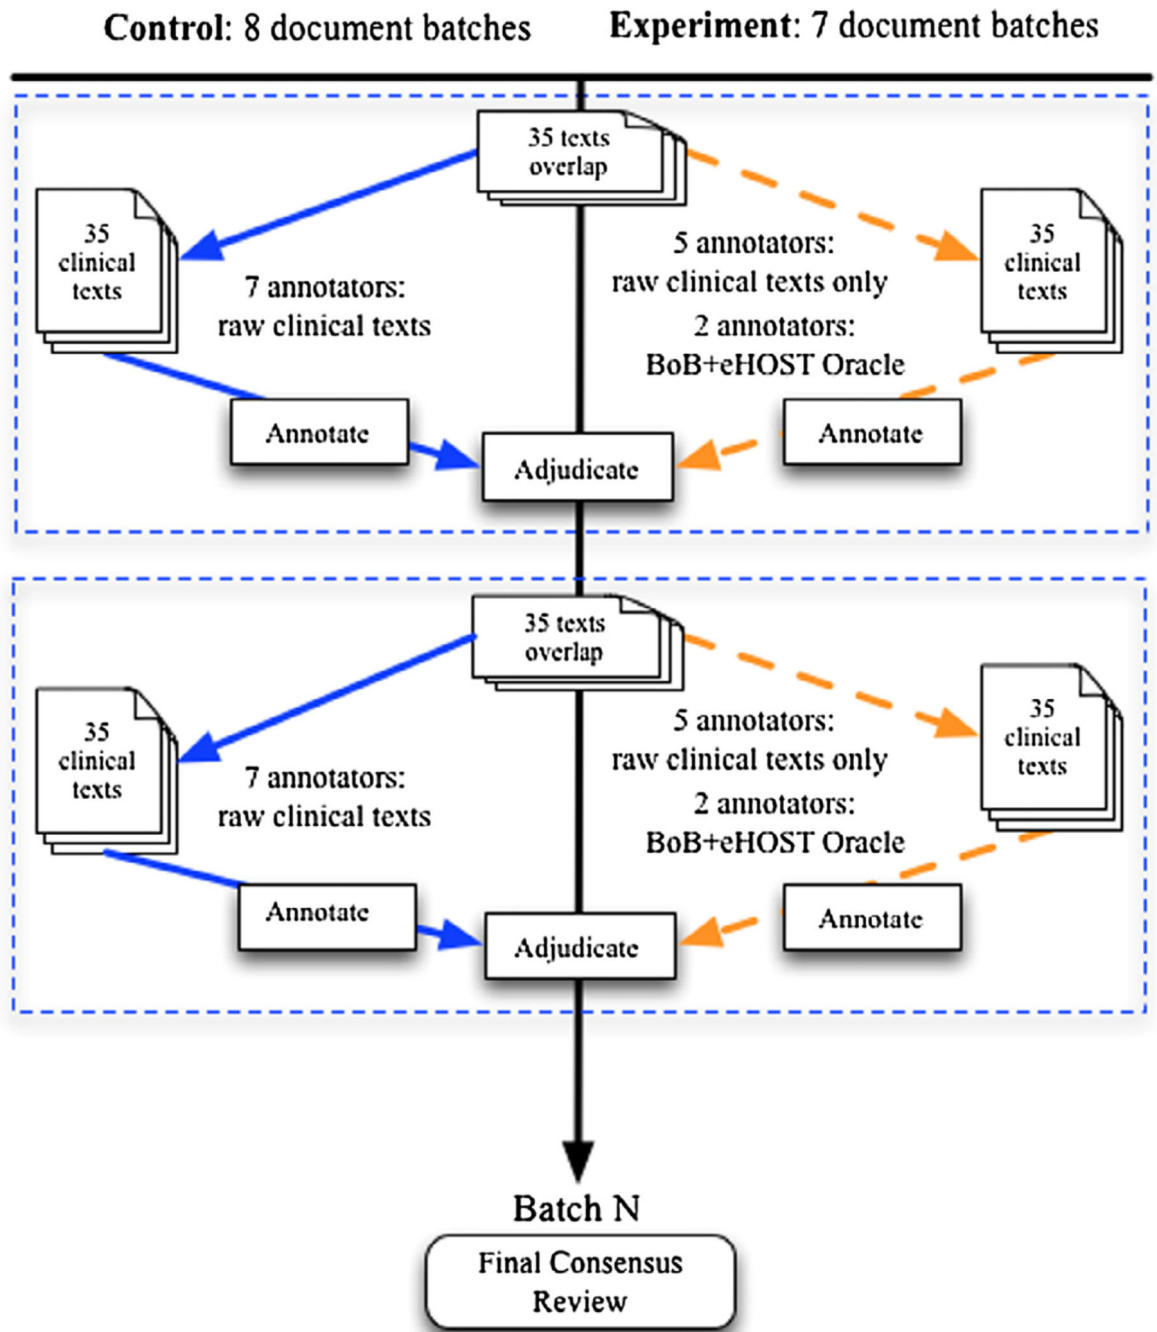 Control: 8 document batches
Experiment: 7 document batches
35 texts
overlap
35
clinical
texts
7 annotators:
raw clinical texts
5 annotators:
raw clinical texts only
2 annotators:
BoB+eHOST Oracle
35
clinical
texts
Annotate
Adjudicate
Annotate
35 texts
overlap
35
clinical
texts
7 annotators:
raw clinical texts
5 annotators:
raw clinical texts only
2 annotators:
BoB+eHOST Oracle
35
clinical
texts
Annotate
Adjudicate
Annotate
Batch N
Final Consensus
Review